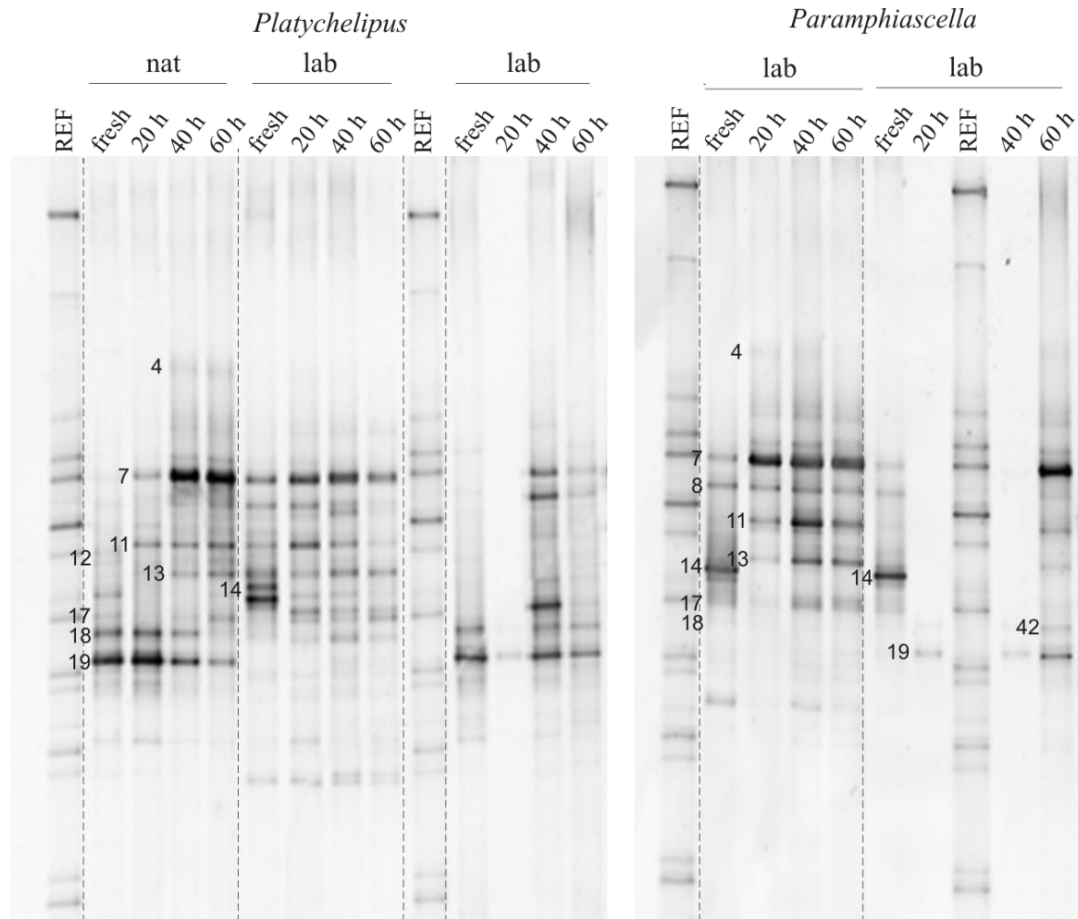 Platychelipus
Paramphiascella
nat
lab
lab
lab
lab
REF
fresh
20 h
40 h
60 h
fresh
20 h
40 h
60 h
REF
fresh
20 h
40 h
60 h
REF
fresh
20 h
40 h
60 h
fresh
20 h
REF
40 h
60 h
4
7
11
12
13
14
17
18
19
4
7
8
11
13
14
14
17
18
19
42